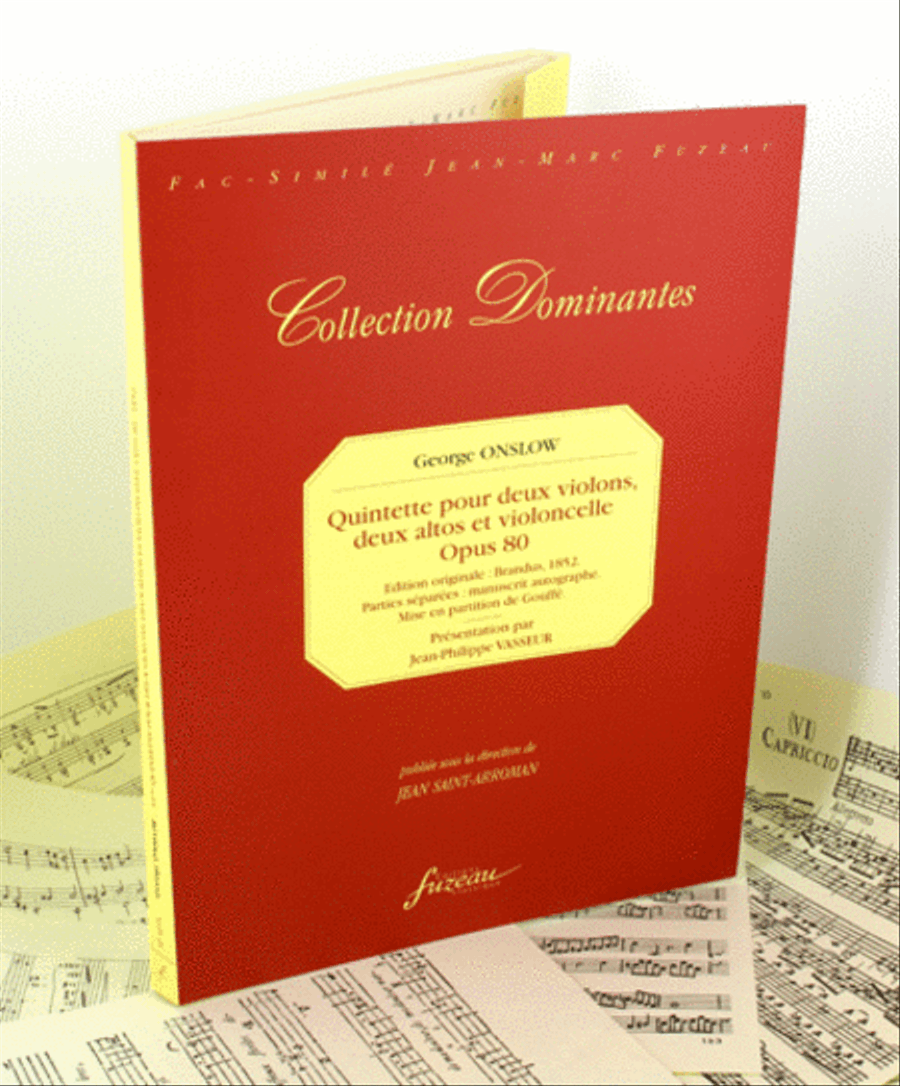 FAC-SIMILÉ JEAN-MARC FUZEAU
Collection Dominantes
George ONSLOW
Quintette pour deux violons,
deux altos et violoncelle
Opus 80
Edition originale : Brandus, 1852.
Parties séparées : manuscrit autographe.
Mise en partition de Gouffé.
Présentation par
Jean-Philippe VASSEUR
publiée sous la direction de
JEAN SAINT-ARROMAN
fuzeau
(VI)
CAPRICCIO